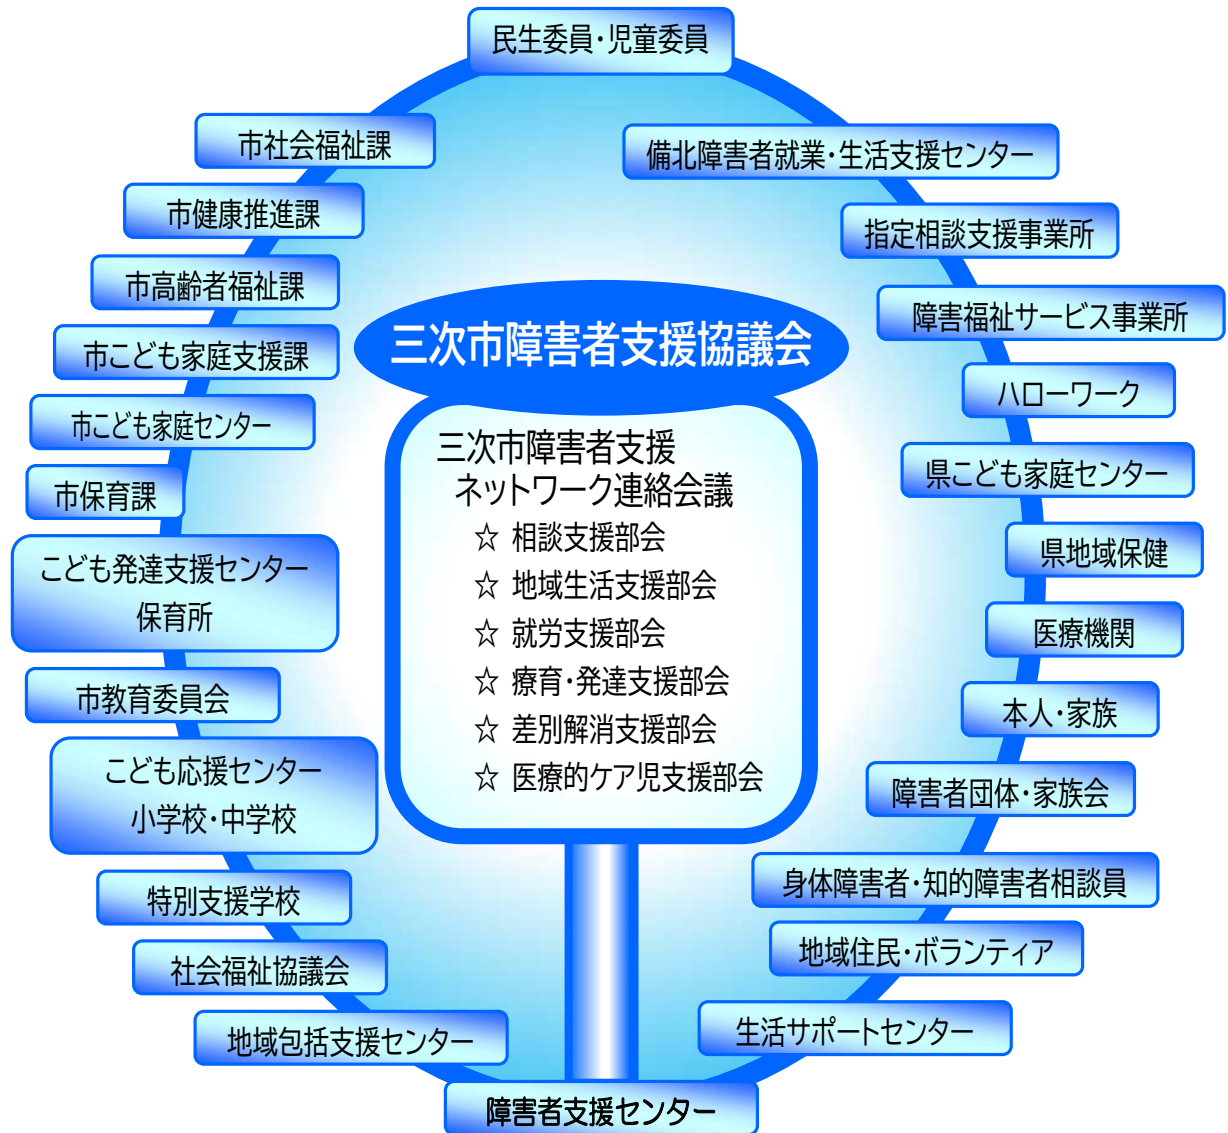 民生委員・児童委員
市社会福祉課
備北障害者就業・生活支援センター
市健康推進課
指定相談支援事業所
市高齢者福祉課
障害福祉サービス事業所
三次市障害者支援協議会
市こども家庭支援課
ハローワーク
市こども家庭センター
三次市障害者支援
ネットワーク連絡会議
☆ 相談支援部会
☆ 地域生活支援部会
☆ 就労支援部会
☆ 療育・発達支援部会
☆ 差別解消支援部会
☆ 医療的ケア児支援部会
県こども家庭センター
市保育課
県地域保健
こども発達支援センター
保育所
医療機関
市教育委員会
本人・家族
こども応援センター
小学校・中学校
障害者団体・家族会
特別支援学校
身体障害者・知的障害者相談員
社会福祉協議会
地域住民・ボランティア
地域包括支援センター
生活サポートセンター
障害者支援センター